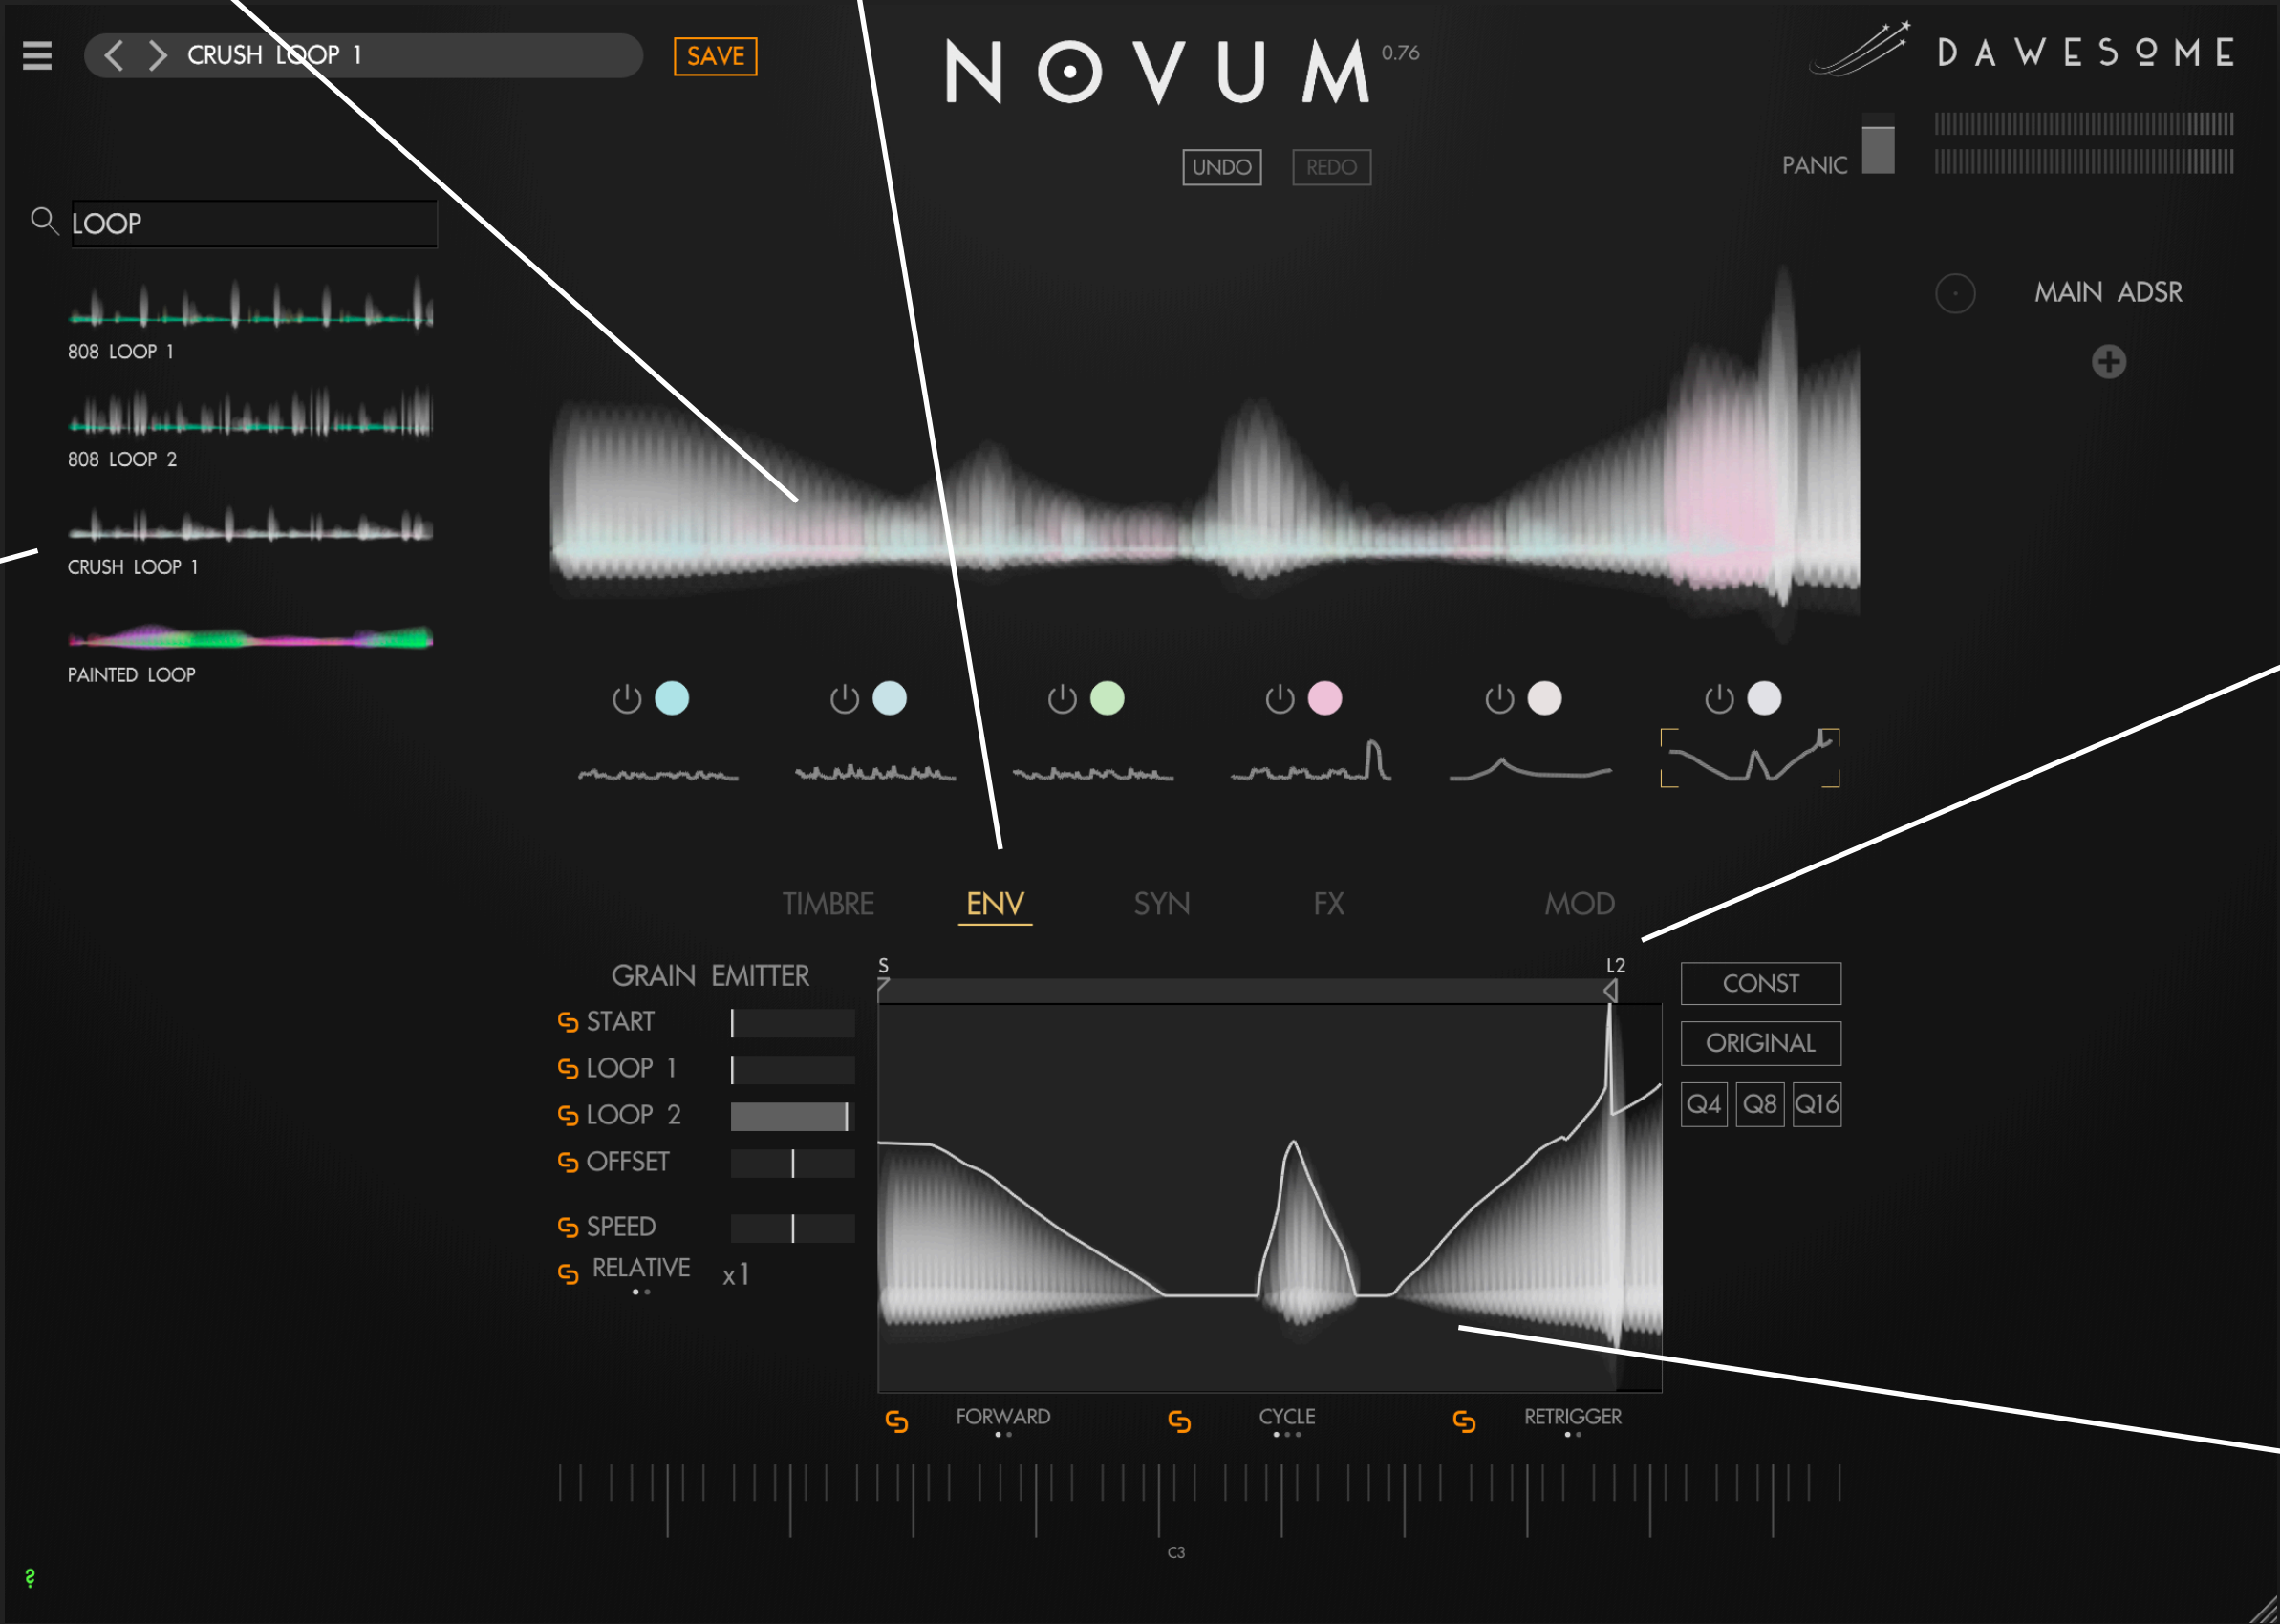 CRUSH LOOP 1
SAVE
NOVUM 0.76
DAWESOME
UNDO REDO
PANIC
LOOP
808 LOOP 1
808 LOOP 2
CRUSH LOOP 1
PAINTED LOOP
MAIN ADSR
TIMBRE ENV SYN FX MOD
GRAIN EMITTER
START
LOOP 1
LOOP 2
OFFSET
SPEED
RELATIVE x1
S L2
CONST
ORIGINAL
Q4 Q8 Q16
FORWARD CYCLE RETRIGGER
C3
?